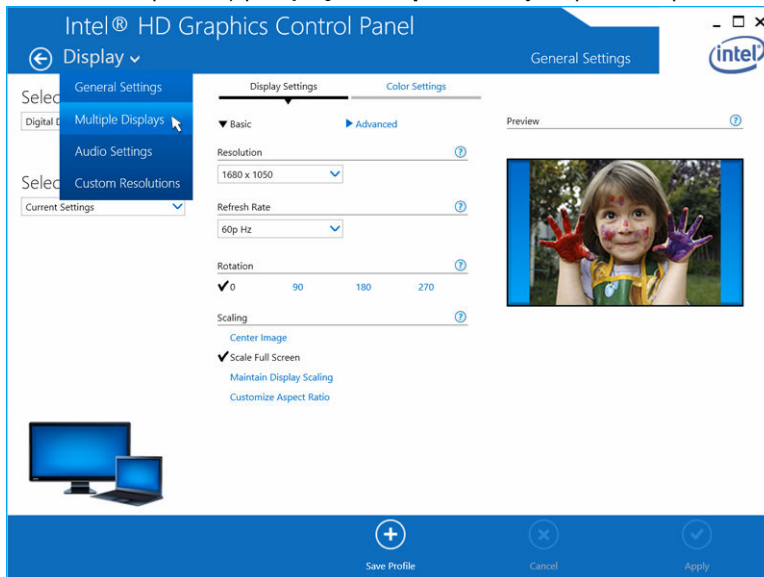 Intel® HD Graphics Control Panel
Display
General Settings
intel
General Settings
Multiple Displays
Audio Settings
Custom Resolutions
Selec
Digital D
Selec
Current Settings
Display Settings
Color Settings
Basic
Advanced
Resolution
?
1680 x 1050
Refresh Rate
?
60p Hz
Rotation
?
0 90 180 270
Scaling
?
Center Image
Scale Full Screen
Maintain Display Scaling
Customize Aspect Ratio
Preview
?
Save Profile
Cancel
Apply